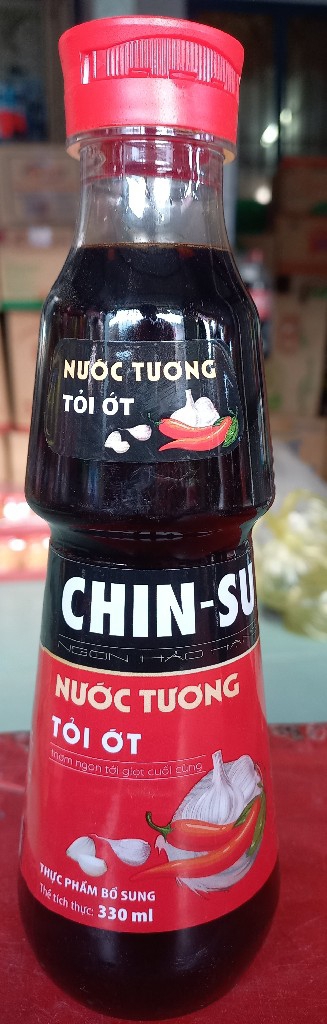 NƯỚC TƯƠNG
TỎI ỚT
CHIN-SU
NGON HẢO HẠNG
NƯỚC TƯƠNG
TỎI ỚT
thơm ngon tới giọt cuối cùng
THỰC PHẨM BỔ SUNG
Thể tích thực: 330 ml